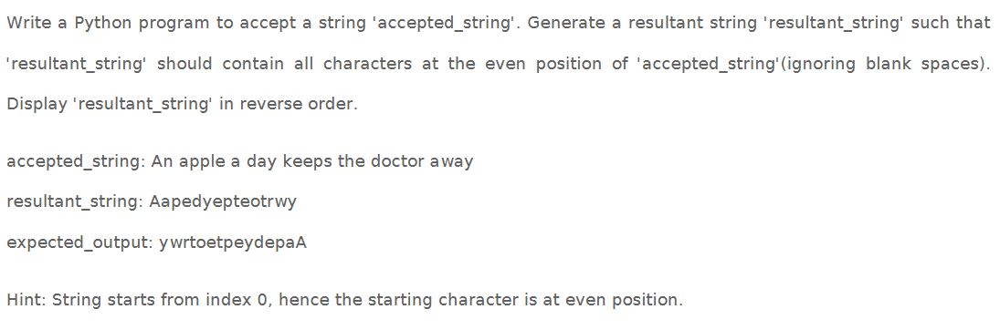 Write a Python program to accept a string 'accepted_string'. Generate a resultant string 'resultant_string' such that
'resultant_string' should contain all characters at the even position of 'accepted_string'(ignoring blank spaces).
Display 'resultant_string' in reverse order.
accepted_string: An apple a day keeps the doctor away
resultant_string: Aapedyepteotrwy
expected_output: ywrtoetpeydepaA
Hint: String starts from index 0, hence the starting character is at even position.